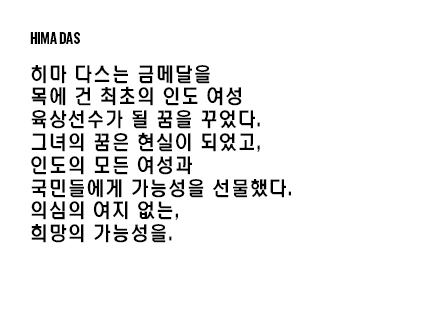 HIMA DAS
히마 다스는 금메달을
목에 건 최초의 인도 여성
육상선수가 될 꿈을 꾸었다.
그녀의 꿈은 현실이 되었고,
인도의 모든 여성과
국민들에게 가능성을 선물했다.
의심의 여지 없는,
희망의 가능성을.